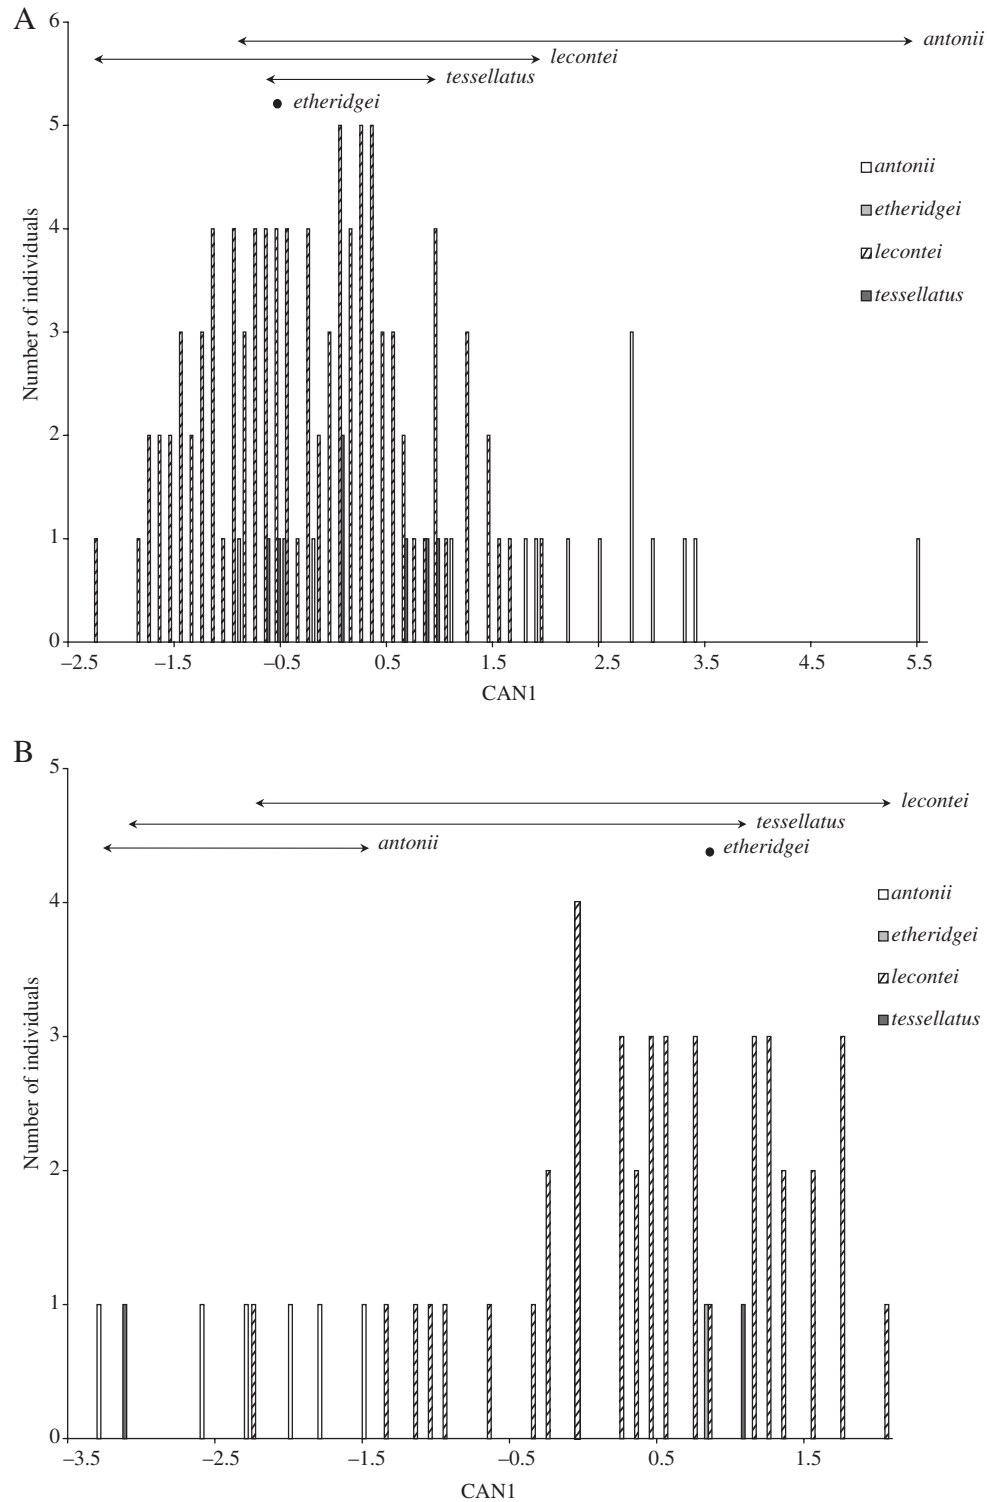 A
6
antonii
lecontei
tessellatus
etheridgei
5
4
3
2
1
0
Number of individuals
antonii
etheridgei
lecontei
tessellatus
–2.5 –1.5 –0.5 0.5 1.5 2.5 3.5 4.5 5.5
CAN1
B
5
lecontei
tessellatus
antonii
etheridgei
4
3
2
1
0
Number of individuals
antonii
etheridgei
lecontei
tessellatus
–3.5 –2.5 –1.5 –0.5 0.5 1.5
CAN1